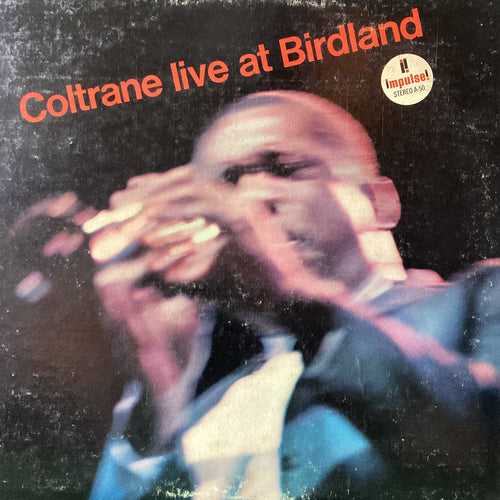 Coltrane live at Birdland
i!
impulse!
STEREO A-50